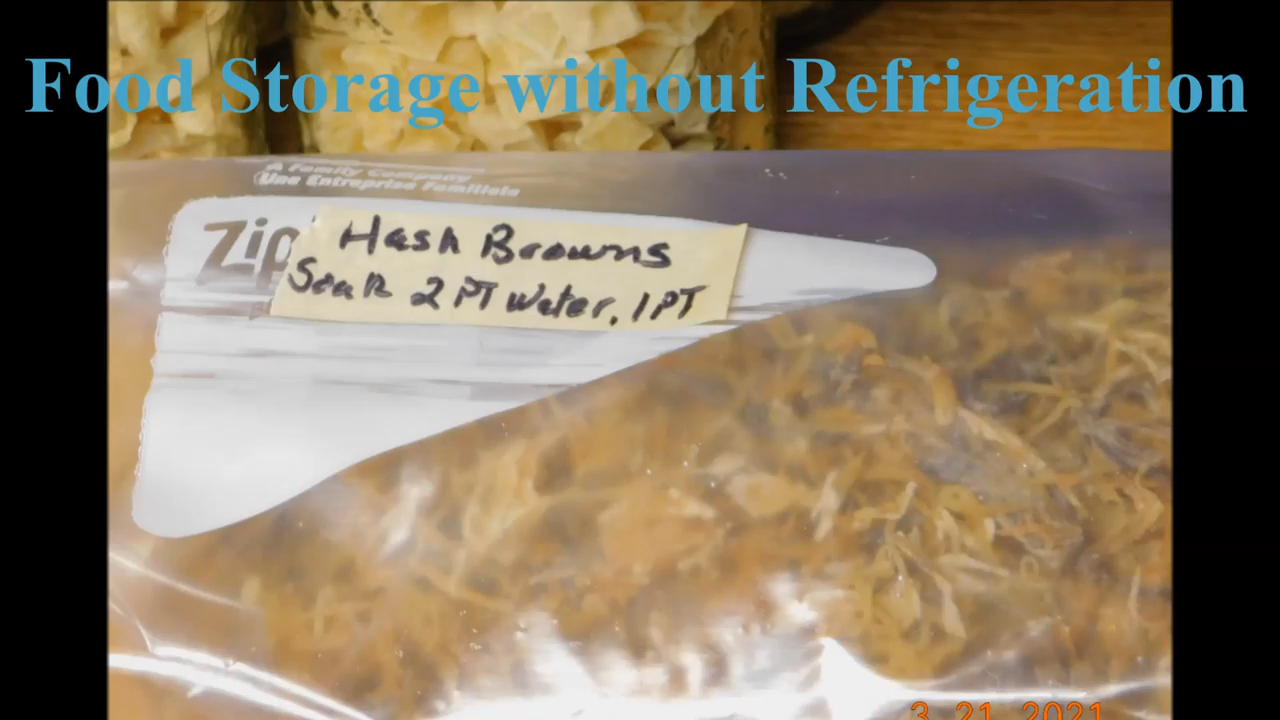 Food Storage without Refrigeration
A Family Company
Une Entreprise Familiale
Zip
Hash Browns
Soak 2 PT Water, 1 PT
3 21 2021